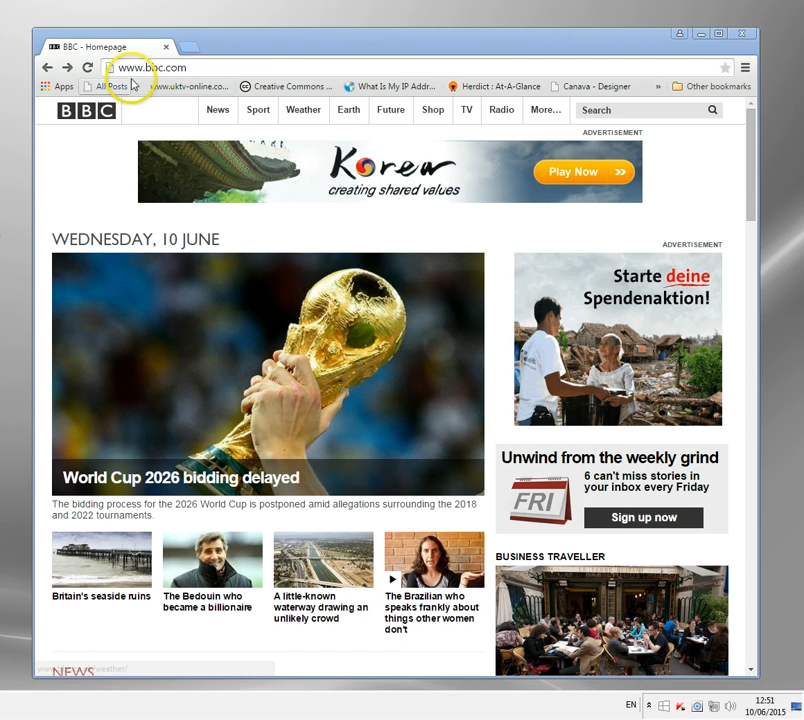 BBC - Homepage
www.bbc.com
Apps
All Posts
www.uktv-online.co...
Creative Commons ...
What Is My IP Addr...
Herdict : At-A-Glance
Canava - Designer
»
Other bookmarks
BBC
News
Sport
Weather
Earth
Future
Shop
TV
Radio
More...
Search
ADVERTISEMENT
Korea
creating shared values
Play Now »
WEDNESDAY, 10 JUNE
ADVERTISEMENT
Starte deine
Spendenaktion!
World Cup 2026 bidding delayed
The bidding process for the 2026 World Cup is postponed amid allegations surrounding the 2018
and 2022 tournaments.
Unwind from the weekly grind
FRI
6 can't miss stories in
your inbox every Friday
Sign up now
BUSINESS TRAVELLER
Britain's seaside ruins
The Bedouin who
became a billionaire
A little-known
waterway drawing an
unlikely crowd
The Brazilian who
speaks frankly about
things other women
don't
NEWS
EN
12:51
10/06/2015